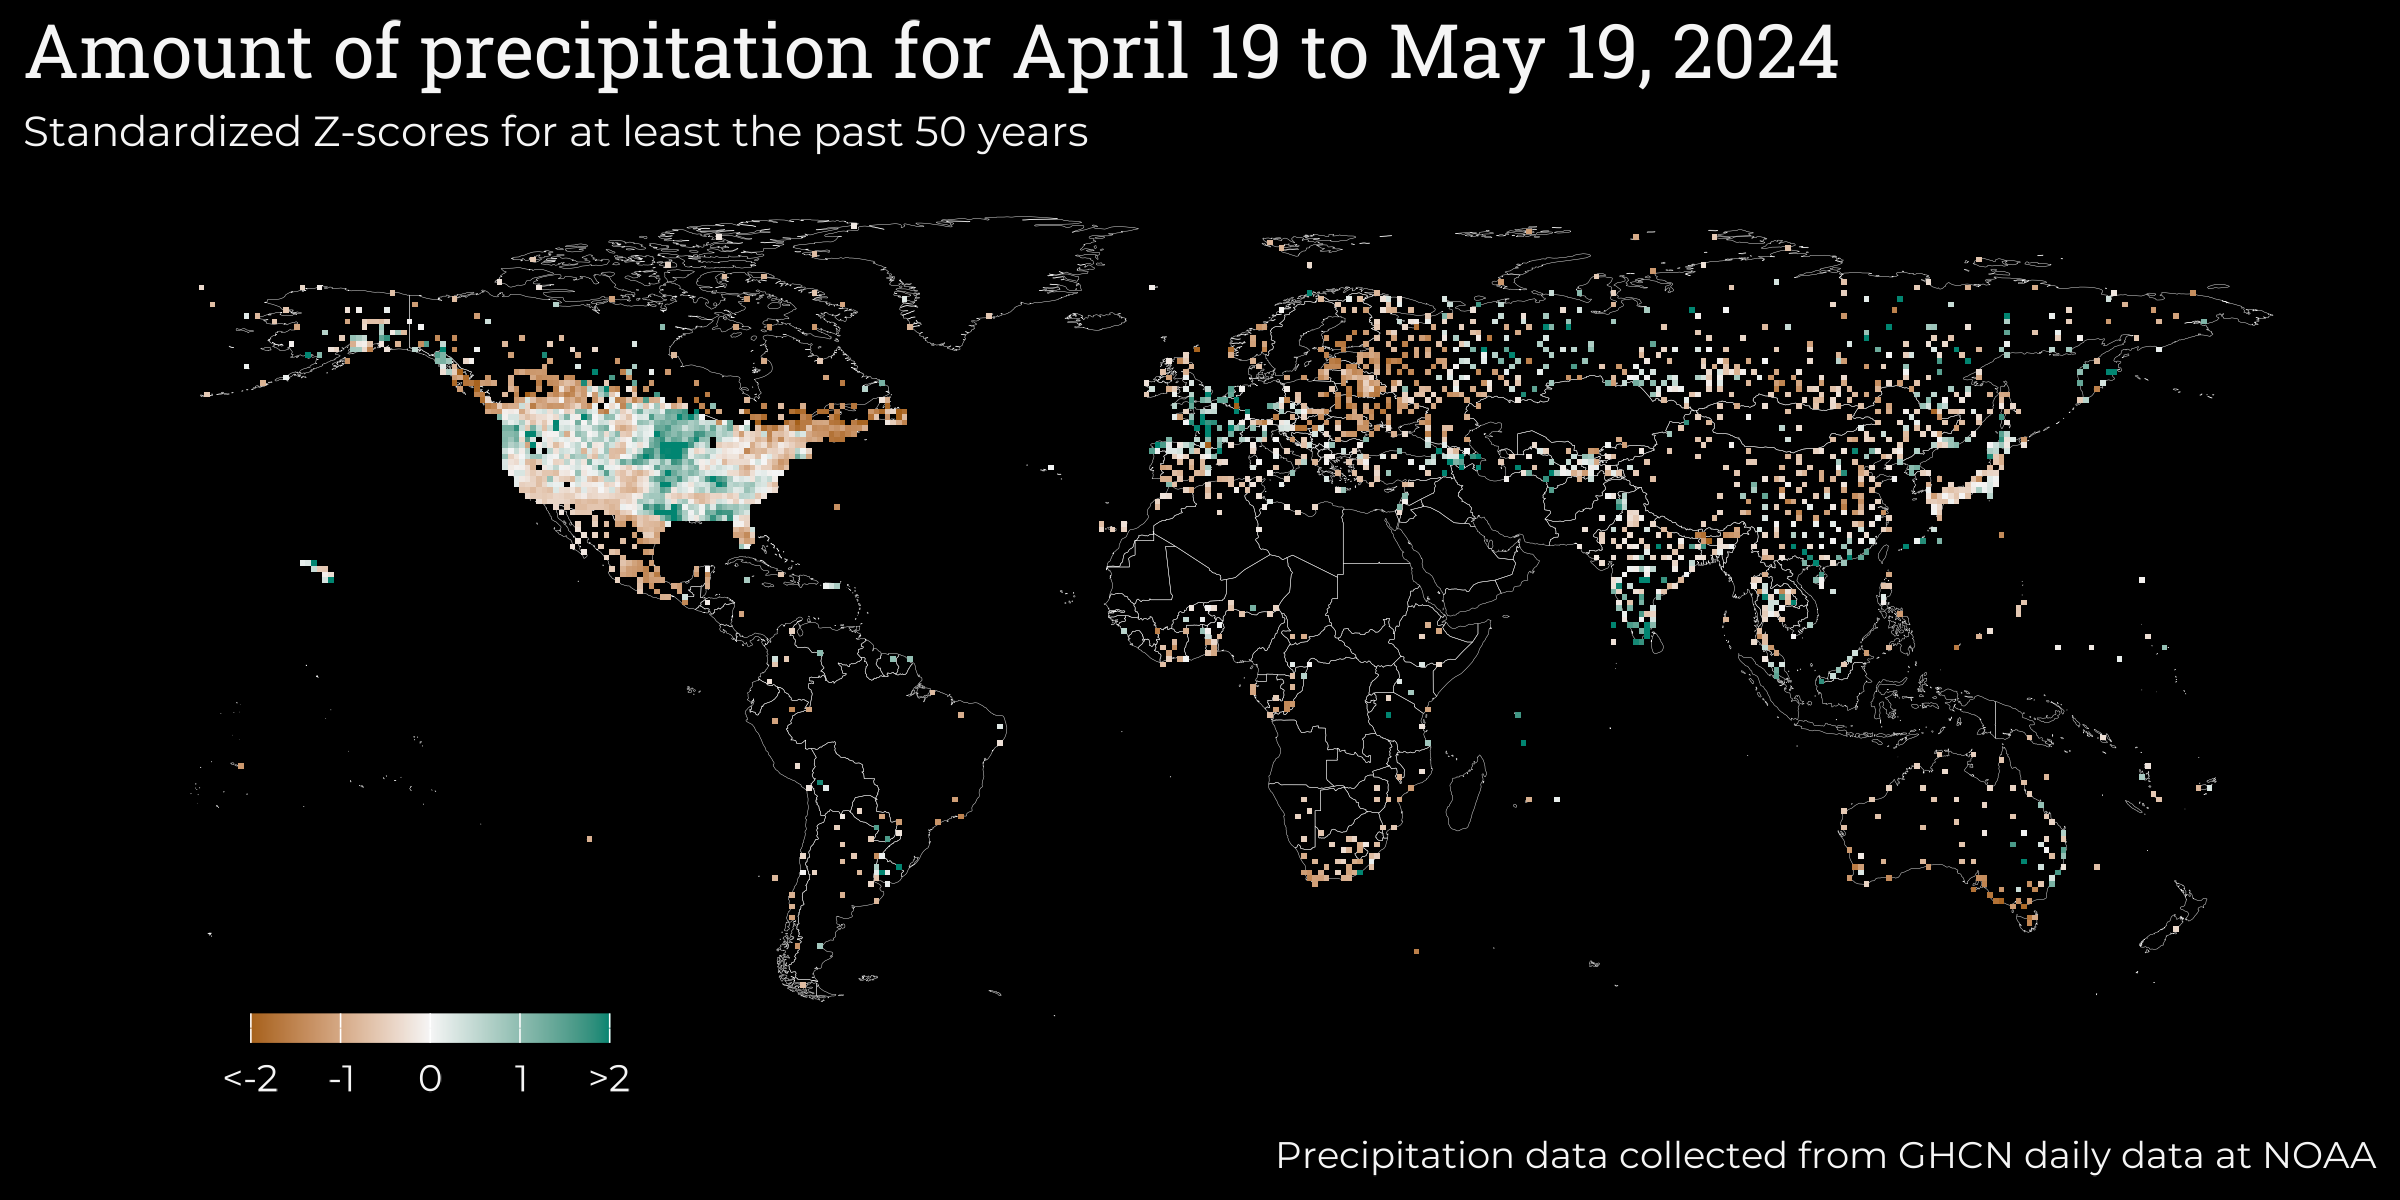 Amount of precipitation for April 19 to May 19, 2024
Standardized Z-scores for at least the past 50 years
<-2 -1 0 1 >2
Precipitation data collected from GHCN daily data at NOAA